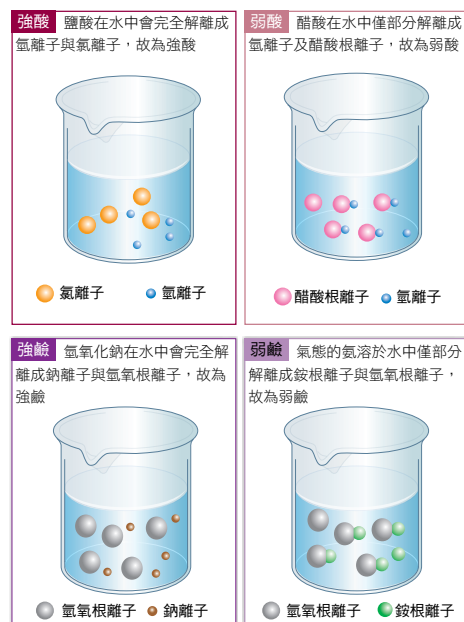 強酸 鹽酸在水中會完全解離成
氫離子與氯離子，故為強酸
氯離子 氫離子
弱酸 醋酸在水中僅部分解離成
氫離子及醋酸根離子，故為弱酸
醋酸根離子 氫離子
強鹼 氫氧化鈉在水中會完全解
離成鈉離子與氫氧根離子，故為
強鹼
氫氧根離子 鈉離子
弱鹼 氣態的氨溶於水中僅部分
解離成銨根離子與氫氧根離子，
故為弱鹼
氫氧根離子 銨根離子